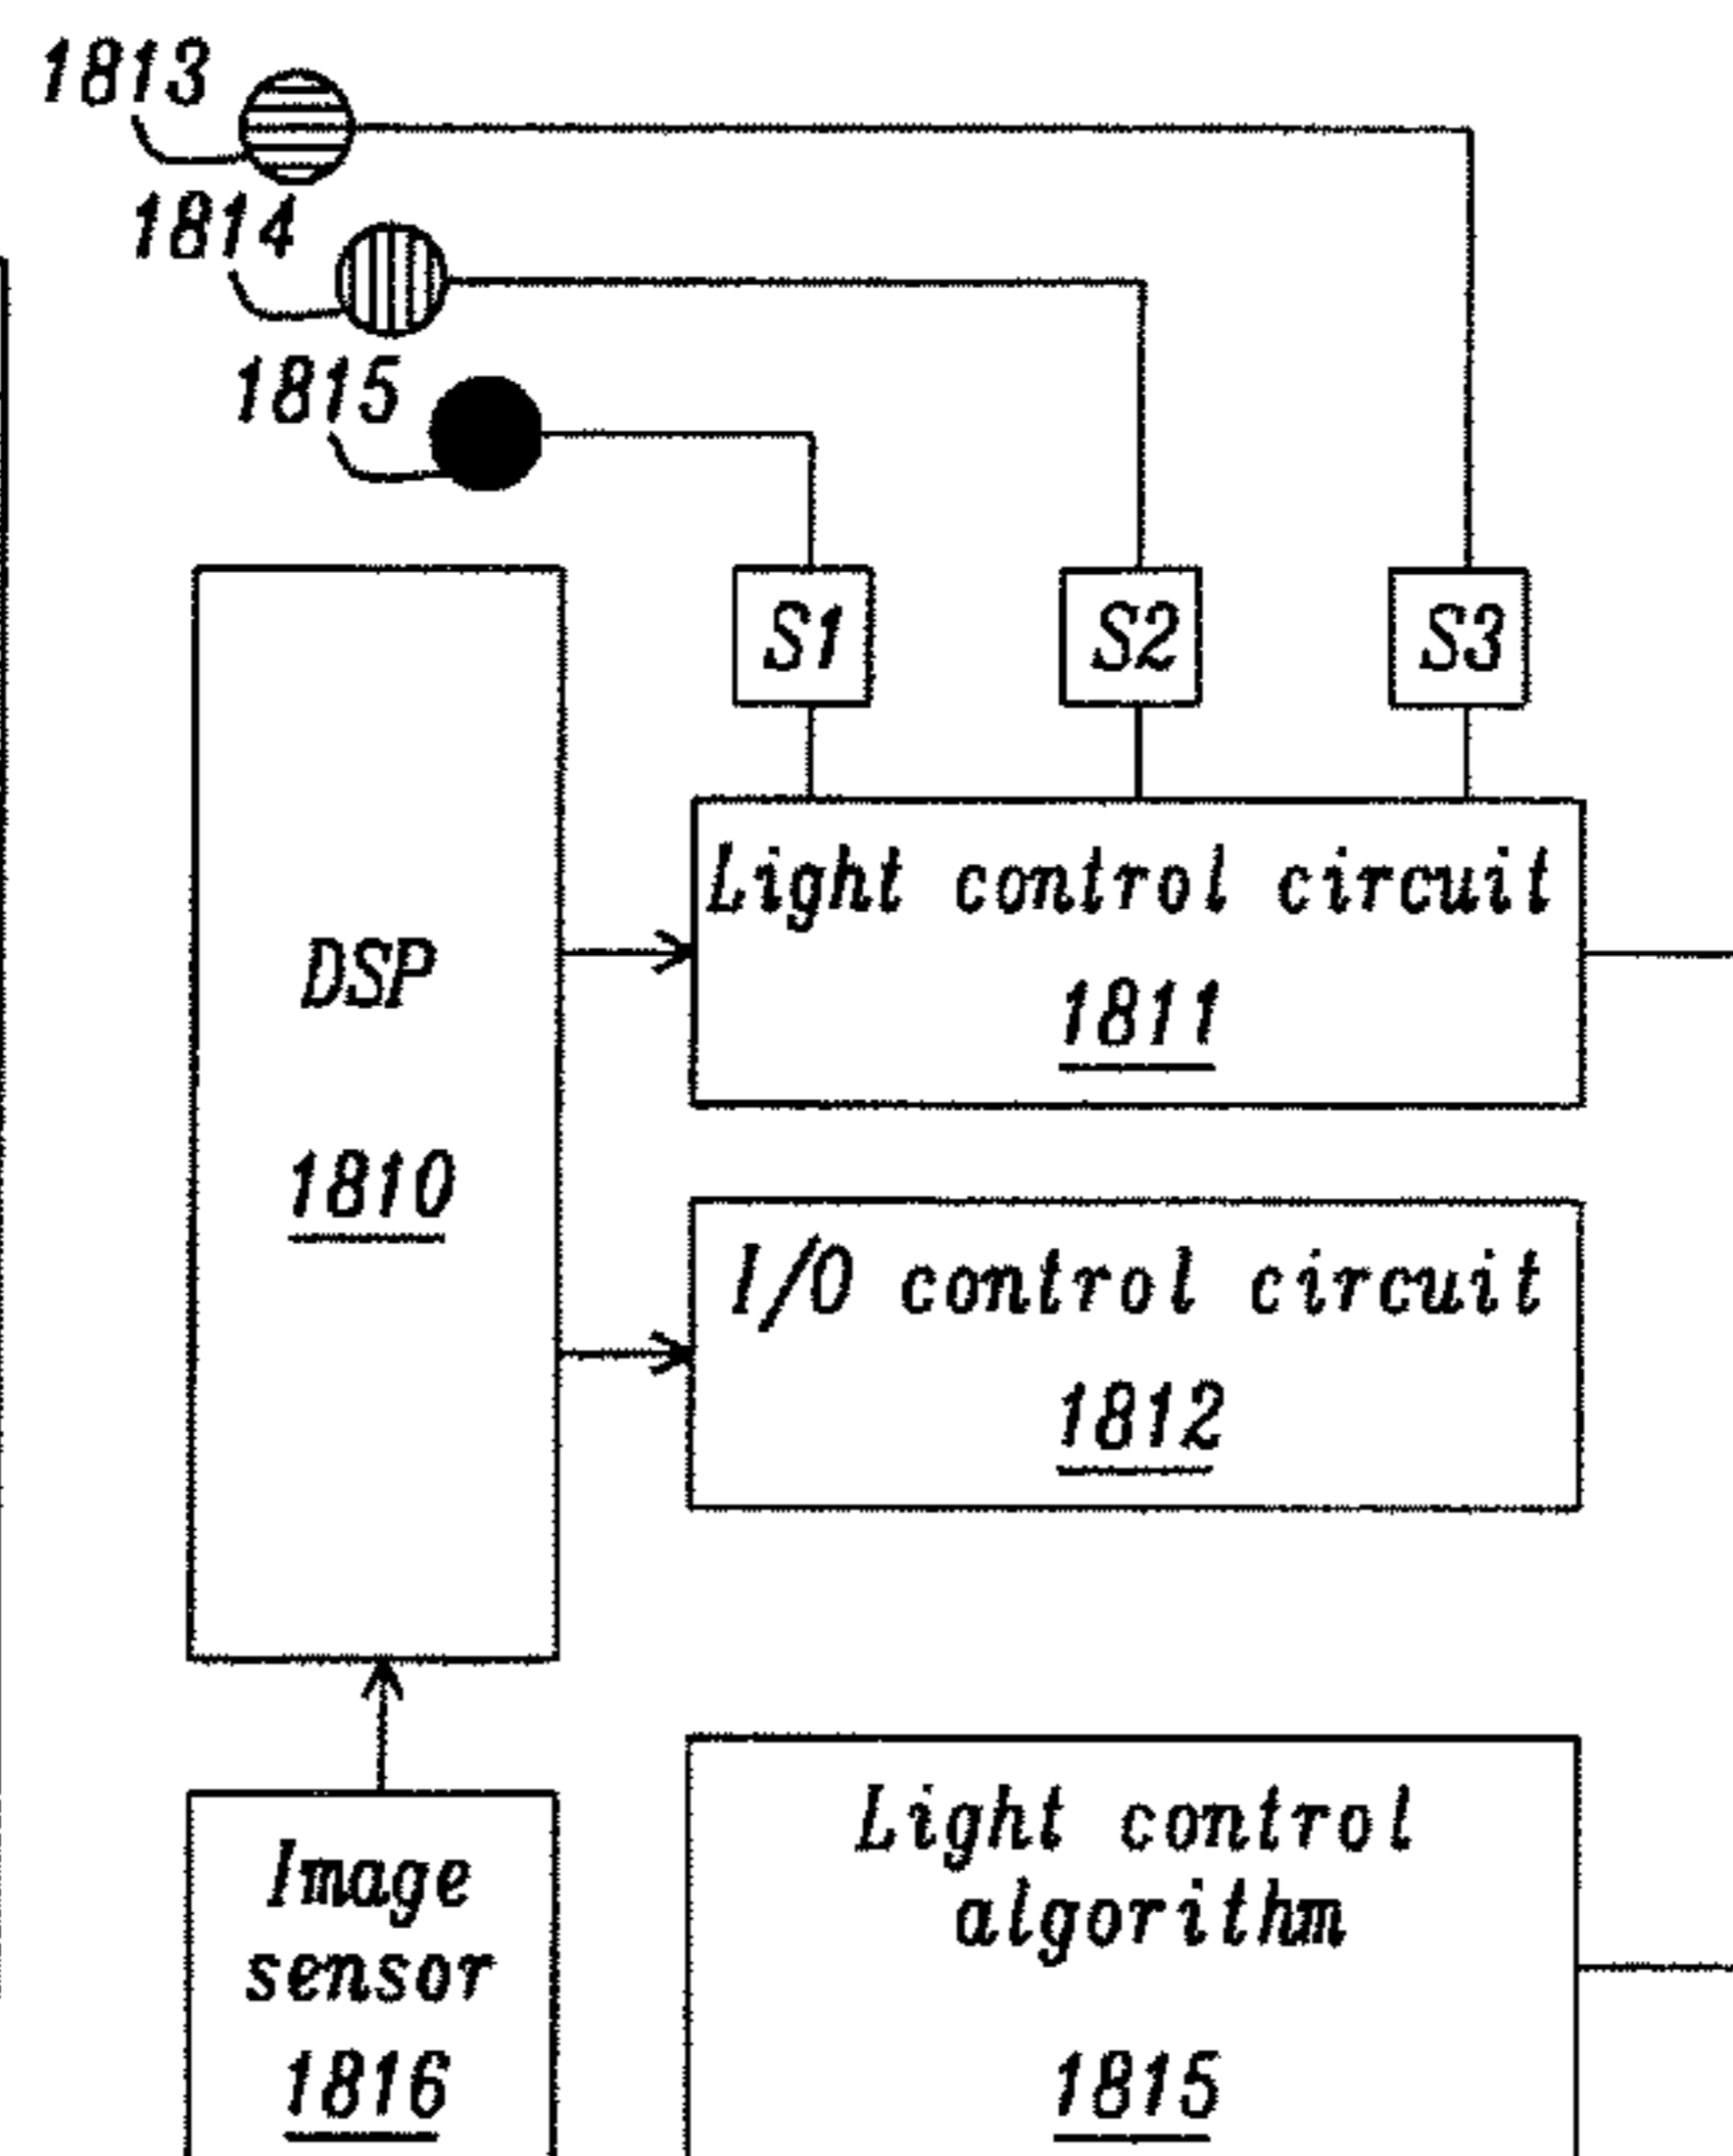 1813
1814
1815
S1
S2
S3
DSP
1810
Light control circuit
1811
I/O control circuit
1812
Image
sensor
1816
Light control
algorithm
1815